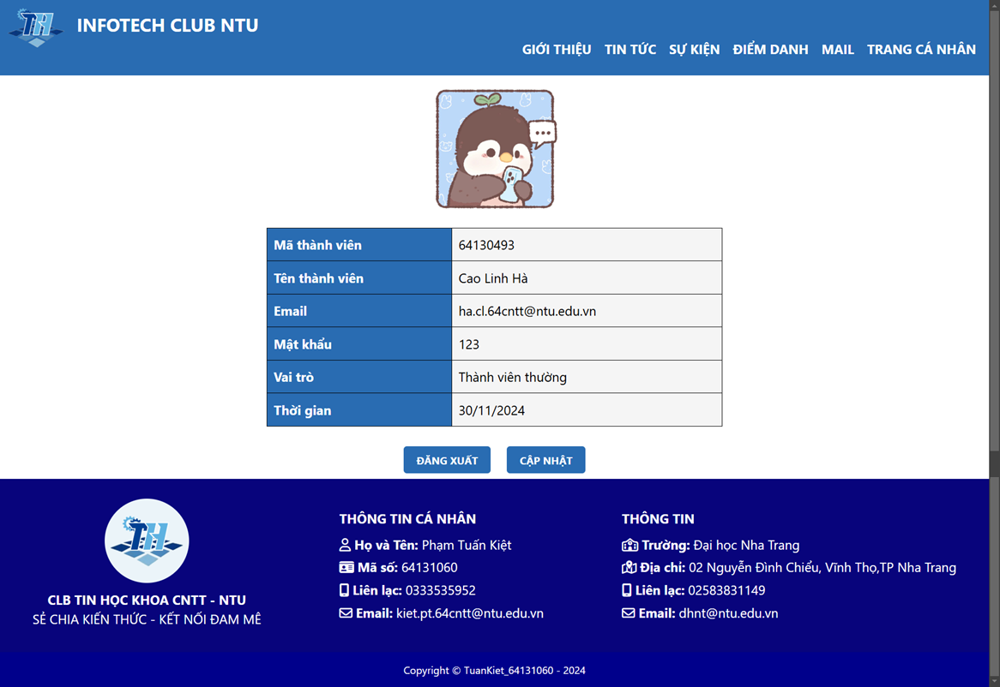 TH
INFOTECH CLUB NTU
GIỚI THIỆU TIN TỨC SỰ KIỆN ĐIỂM DANH MAIL TRANG CÁ NHÂN
Mã thành viên 64130493
Tên thành viên Cao Linh Hà
Email ha.cl.64cntt@ntu.edu.vn
Mật khẩu 123
Vai trò Thành viên thường
Thời gian 30/11/2024
ĐĂNG XUẤT CẬP NHẬT
TH
CLB TIN HỌC KHOA CNTT - NTU
SẺ CHIA KIẾN THỨC - KẾT NỐI ĐAM MÊ
THÔNG TIN CÁ NHÂN
Họ và Tên: Phạm Tuấn Kiệt
Mã số: 64131060
Liên lạc: 0333535952
Email: kiet.pt.64cntt@ntu.edu.vn
THÔNG TIN
Trường: Đại học Nha Trang
Địa chỉ: 02 Nguyễn Đình Chiểu, Vĩnh Thọ,TP Nha Trang
Liên lạc: 02583831149
Email: dhnt@ntu.edu.vn
Copyright © TuanKiet_64131060 - 2024